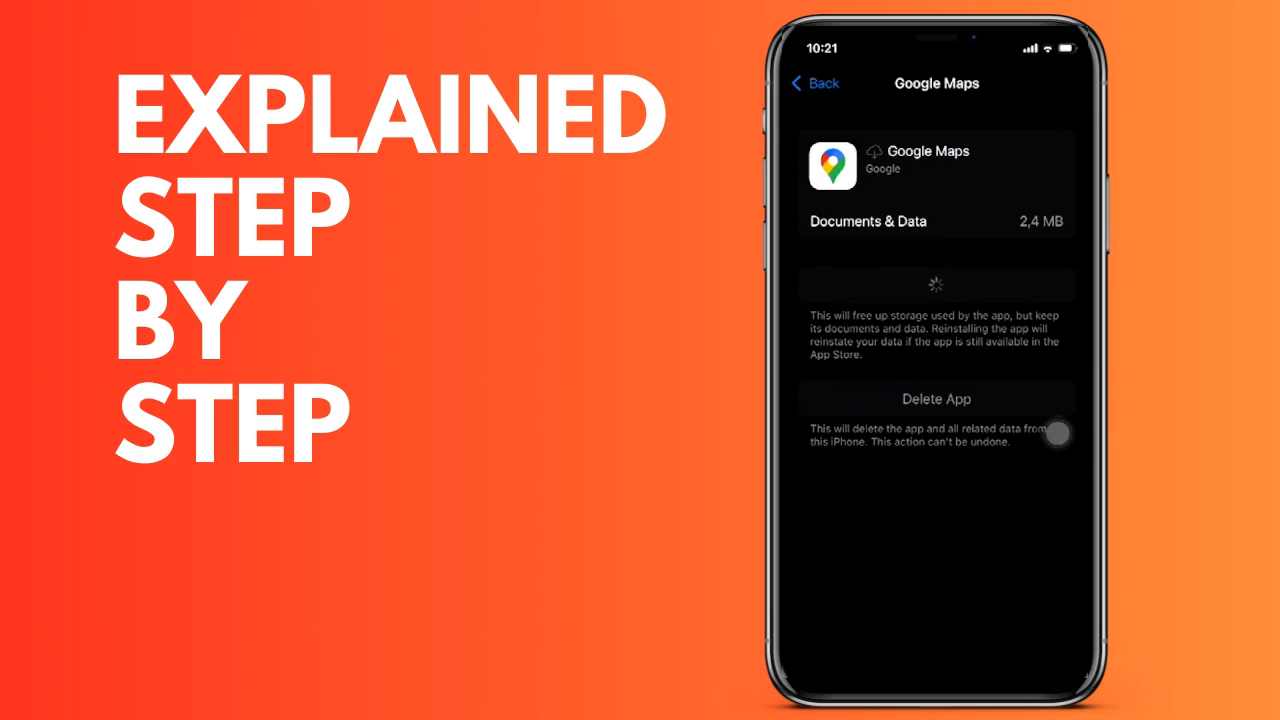 EXPLAINED
STEP
BY
STEP
10:21
Back
Google Maps
Google Maps
Google
Documents & Data
2,4 MB
This will free up storage used by the app, but keep
its documents and data. Reinstalling the app will
reinstate your data if the app is still available in the
App Store.
Delete App
This will delete the app and all related data from
this iPhone. This action can't be undone.